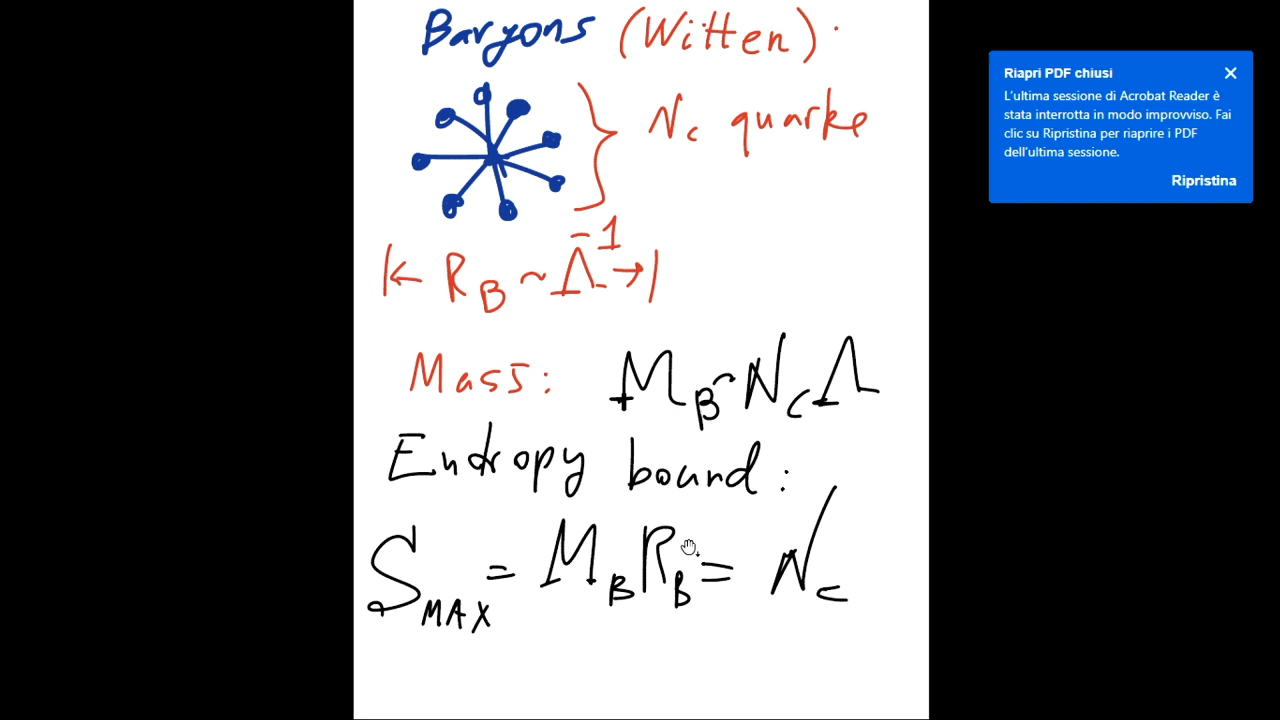 Baryons (Witten).
N_c quarks
|← R_B ~ Λ^-1 →|
Mass: M_B ~ N_c Λ
Entropy bound:
S_MAX = M_B R_B = N_c
Riapri PDF chiusi
L'ultima sessione di Acrobat Reader è
stata interrotta in modo improvviso. Fai
clic su Ripristina per riaprire i PDF
dell'ultima sessione.
Ripristina